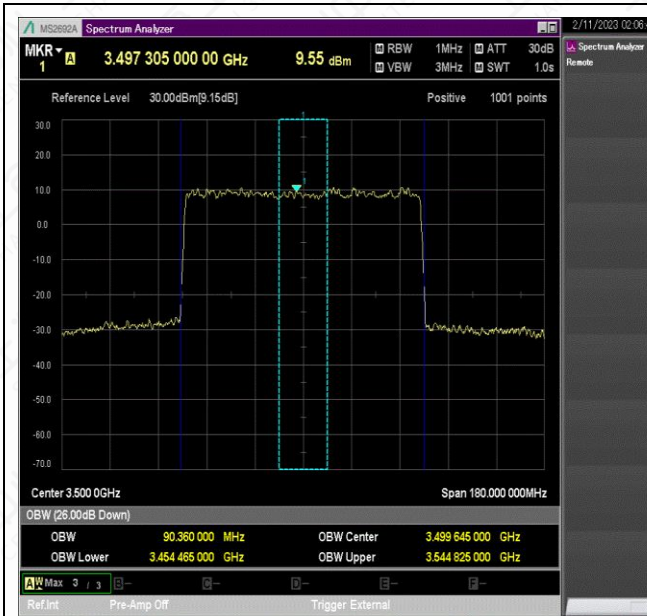 MS2692A Spectrum Analyzer
2/11/2023 02:06:
MKR 1 A 3.497 305 000 00 GHz 9.55 dBm
M RBW 1MHz M ATT 30dB
M VBW 3MHz M SWT 1.0s
Spectrum Analyzer
Remote
Reference Level 30.00dBm[9.15dB] Positive 1001 points
30.0
20.0
10.0
0.0
-10.0
-20.0
-30.0
-40.0
-50.0
-60.0
-70.0
1
Center 3.500 0GHz Span 180.000 000MHz
OBW (26.00dB Down)
OBW 90.360 000 MHz OBW Center 3.499 645 000 GHz
OBW Lower 3.454 465 000 GHz OBW Upper 3.544 825 000 GHz
A W Max 3 / 3 B- C- D- E- F-
Ref.Int Pre-Amp Off Trigger External